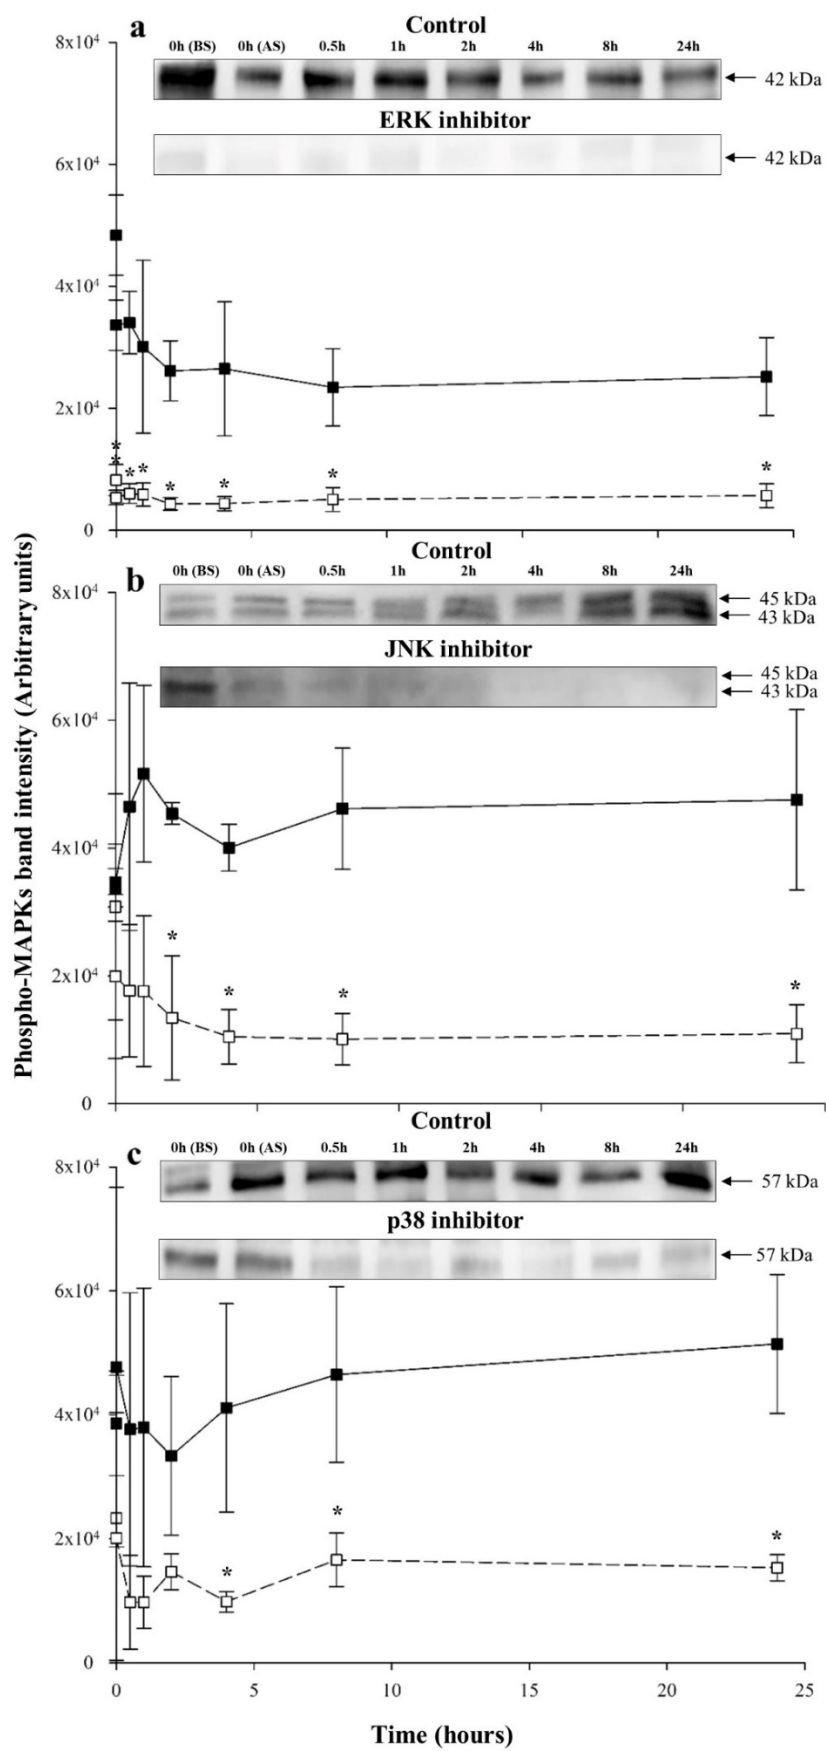 a
Control
0h (BS) 0h (AS) 0.5h 1h 2h 4h 8h 24h
42 kDa
ERK inhibitor
42 kDa
8x10⁴
6x10⁴
4x10⁴
2x10⁴
0
* * * * * * * *
Phospho-MAPKs band intensity (Arbitrary units)
b
Control
0h (BS) 0h (AS) 0.5h 1h 2h 4h 8h 24h
45 kDa
43 kDa
JNK inhibitor
45 kDa
43 kDa
8x10⁴
6x10⁴
4x10⁴
2x10⁴
0
* * * *
c
Control
0h (BS) 0h (AS) 0.5h 1h 2h 4h 8h 24h
57 kDa
p38 inhibitor
57 kDa
8x10⁴
6x10⁴
4x10⁴
2x10⁴
0
* * *
0 5 10 15 20 25
Time (hours)